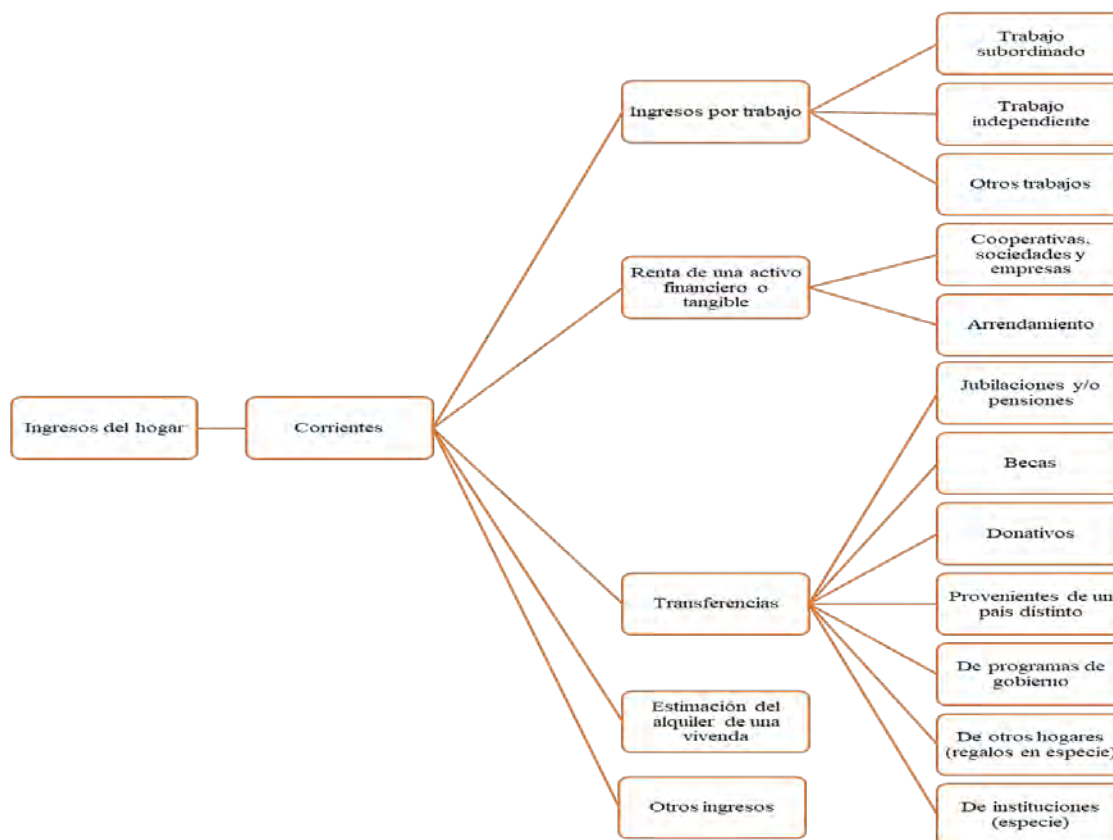 Ingresos del hogar
Corrientes
Ingresos por trabajo
Trabajo
subordinado
Trabajo
independiente
Otros trabajos
Renta de una activo
financiero o
tangible
Cooperativas,
sociedades y
empresas
Arrendamiento
Transferencias
Jubilaciones y/o
pensiones
Becas
Donativos
Provenientes de un
país distinto
De programas de
gobierno
De otros hogares
(regalos en especie)
De instituciones
(especie)
Estimación del
alquiler de una
vivenda
Otros ingresos